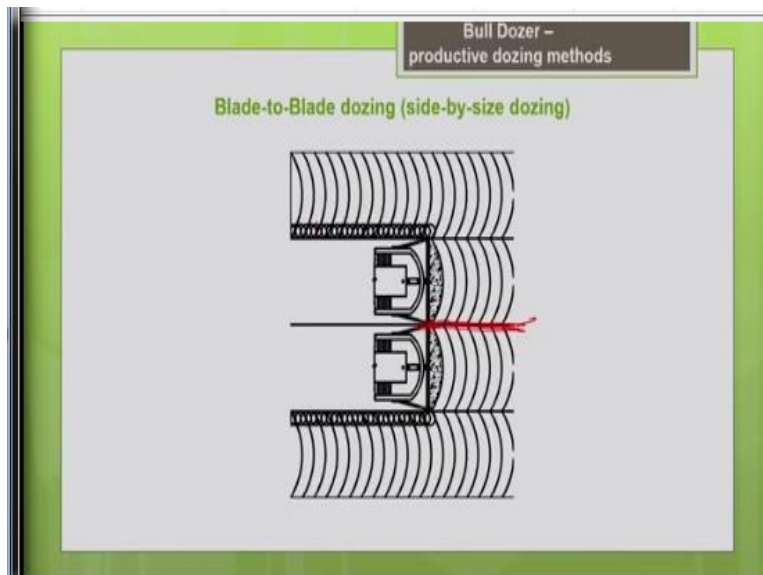 Bull Dozer –
productive dozing methods
Blade-to-Blade dozing (side-by-size dozing)